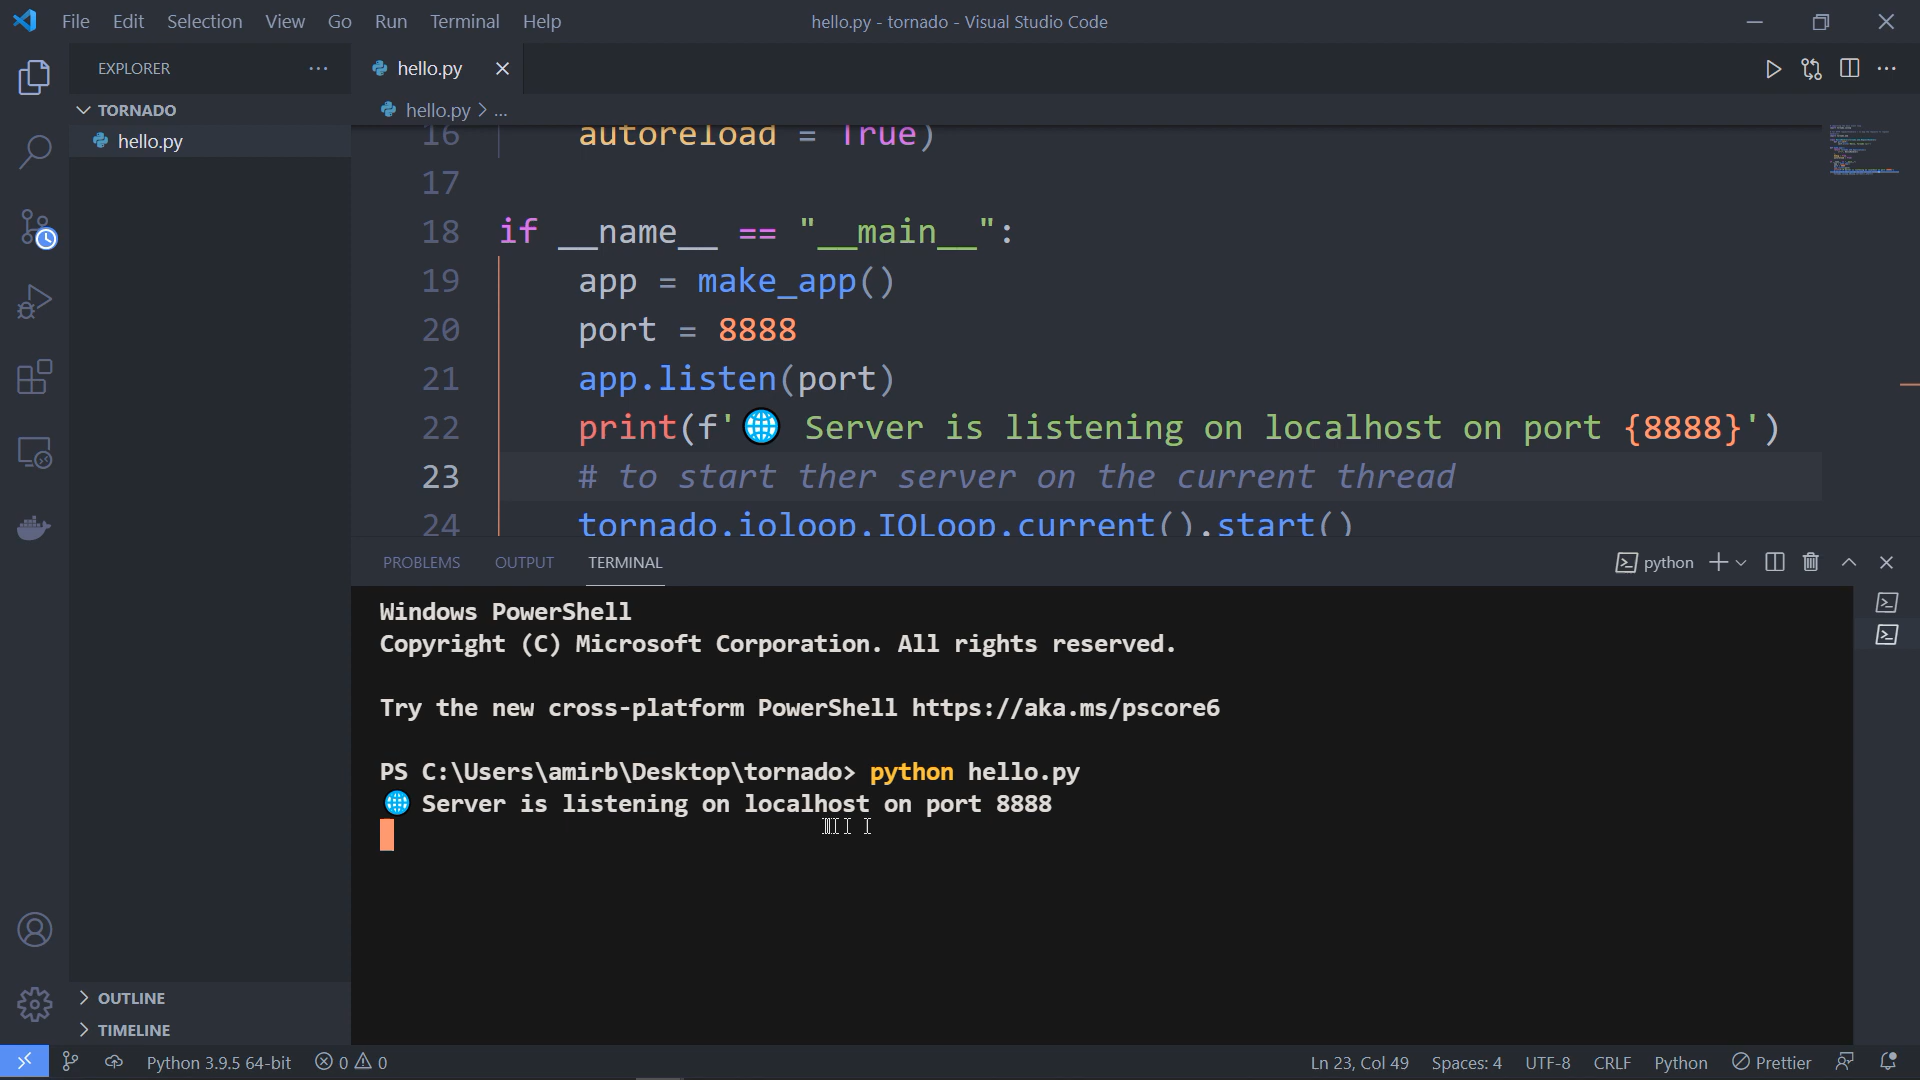 File Edit Selection View Go Run Terminal Help
hello.py - tornado - Visual Studio Code
EXPLORER
hello.py
TORNADO
hello.py > ...
hello.py
16 autoreload = True)
17
18 if __name__ == "__main__":
19 app = make_app()
20 port = 8888
21 app.listen(port)
22 print(f'🌐 Server is listening on localhost on port {8888}')
23 # to start ther server on the current thread
24 tornado.ioloop.IOLoop.current().start()
PROBLEMS OUTPUT TERMINAL
python
Windows PowerShell
Copyright (C) Microsoft Corporation. All rights reserved.
Try the new cross-platform PowerShell https://aka.ms/pscore6
PS C:\Users\amirb\Desktop\tornado> python hello.py
🌐 Server is listening on localhost on port 8888
OUTLINE
TIMELINE
Python 3.9.5 64-bit 0 0 Ln 23, Col 49 Spaces: 4 UTF-8 CRLF Python Prettier